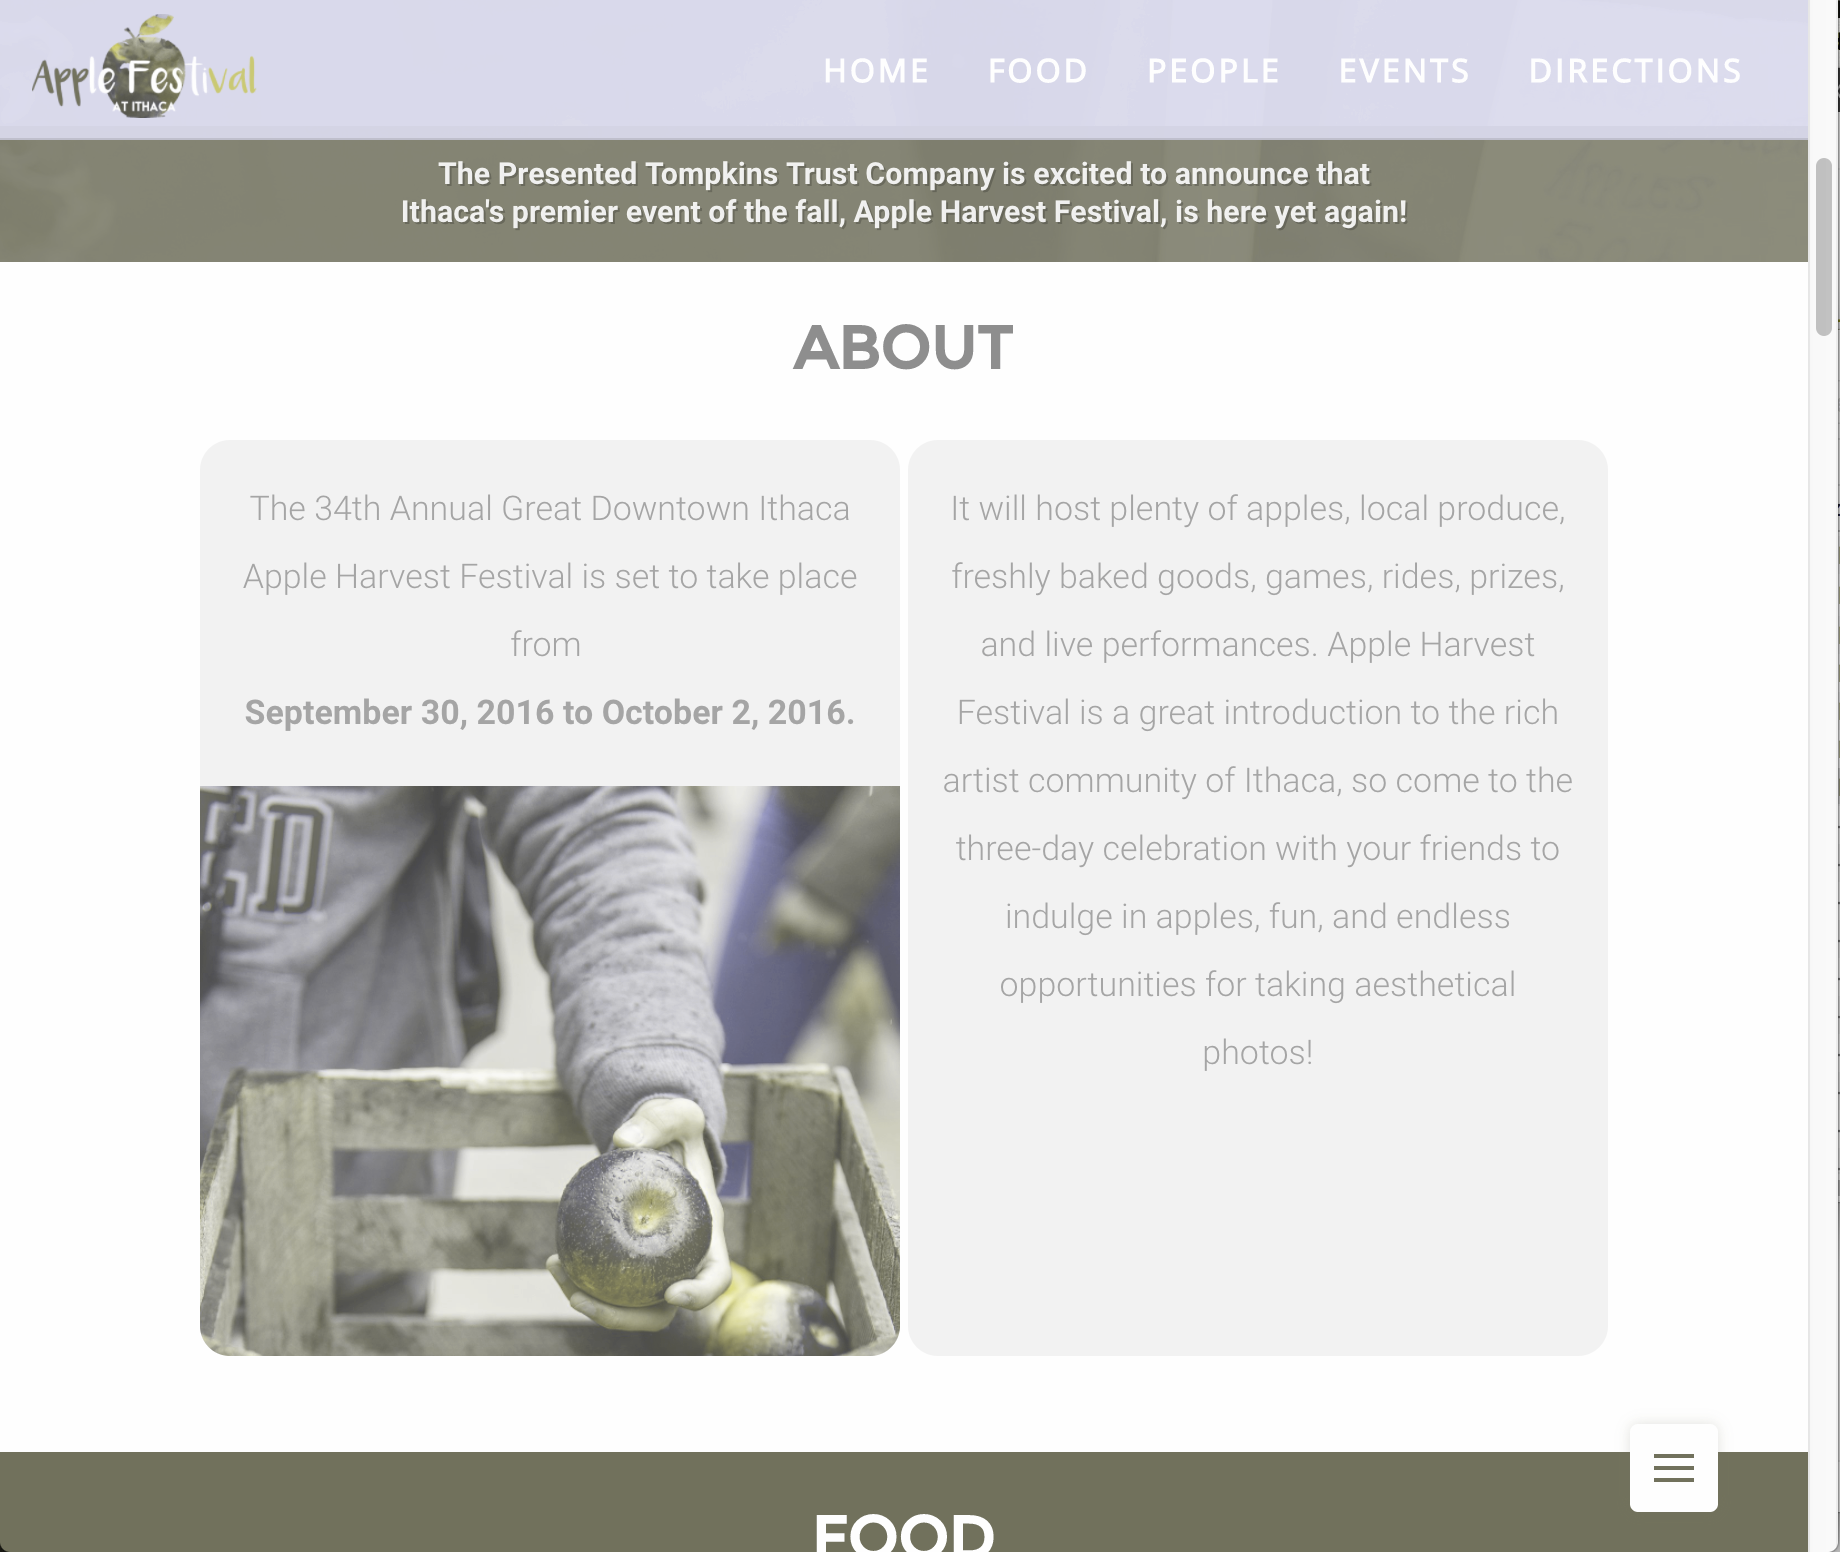 Apple Festival
AT ITHACA
HOME FOOD PEOPLE EVENTS DIRECTIONS
The Presented Tompkins Trust Company is excited to announce that
Ithaca's premier event of the fall, Apple Harvest Festival, is here yet again!
ABOUT
The 34th Annual Great Downtown Ithaca
Apple Harvest Festival is set to take place
from
September 30, 2016 to October 2, 2016.
ED
It will host plenty of apples, local produce,
freshly baked goods, games, rides, prizes,
and live performances. Apple Harvest
Festival is a great introduction to the rich
artist community of Ithaca, so come to the
three-day celebration with your friends to
indulge in apples, fun, and endless
opportunities for taking aesthetical
photos!
FOOD